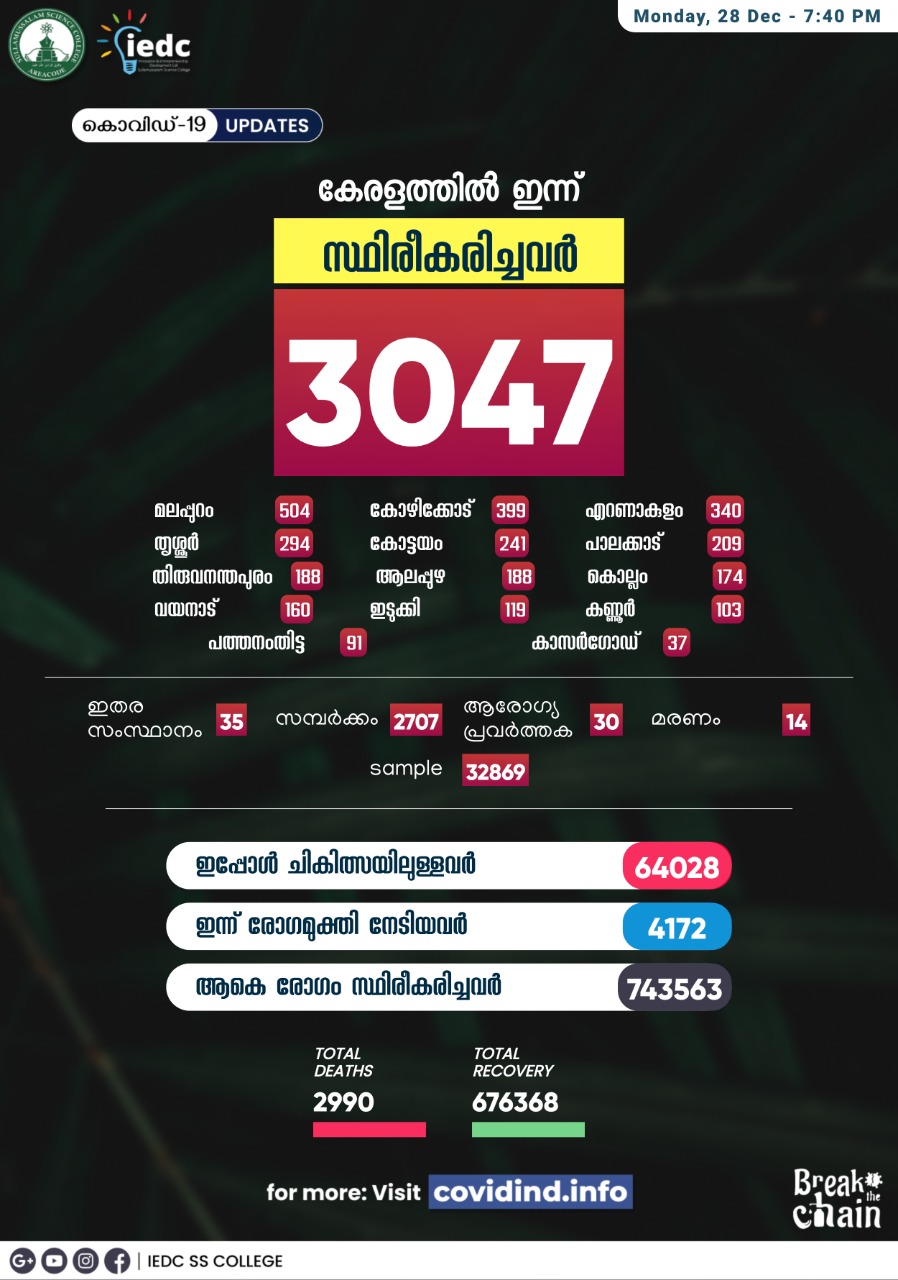 Monday, 28 Dec - 7:40 PM
SULLAMUSSALAM SCIENCE COLLEGE
AREACODE
iedc
കൊവിഡ്-19 UPDATES
കേരളത്തിൽ ഇന്ന്
സ്ഥിരീകരിച്ചവർ
3047
മലപ്പുറം 504 കോഴിക്കോട് 399 എറണാകുളം 340
തൃശ്ശൂർ 294 കോട്ടയം 241 പാലക്കാട് 209
തിരുവനന്തപുരം 188 ആലപ്പുഴ 188 കൊല്ലം 174
വയനാട് 160 ഇടുക്കി 119 കണ്ണൂർ 103
പത്തനംതിട്ട 91 കാസർഗോഡ് 37
ഇതര സംസ്ഥാനം 35 സമ്പർക്കം 2707 ആരോഗ്യ പ്രവർത്തക 30 മരണം 14
sample 32869
ഇപ്പോൾ ചികിത്സയിലുള്ളവർ 64028
ഇന്ന് രോഗമുക്തി നേടിയവർ 4172
ആകെ രോഗം സ്ഥിരീകരിച്ചവർ 743563
TOTAL DEATHS TOTAL RECOVERY
2990 676368
for more: Visit covidind.info
Break the chain
G+ f | IEDC SS COLLEGE